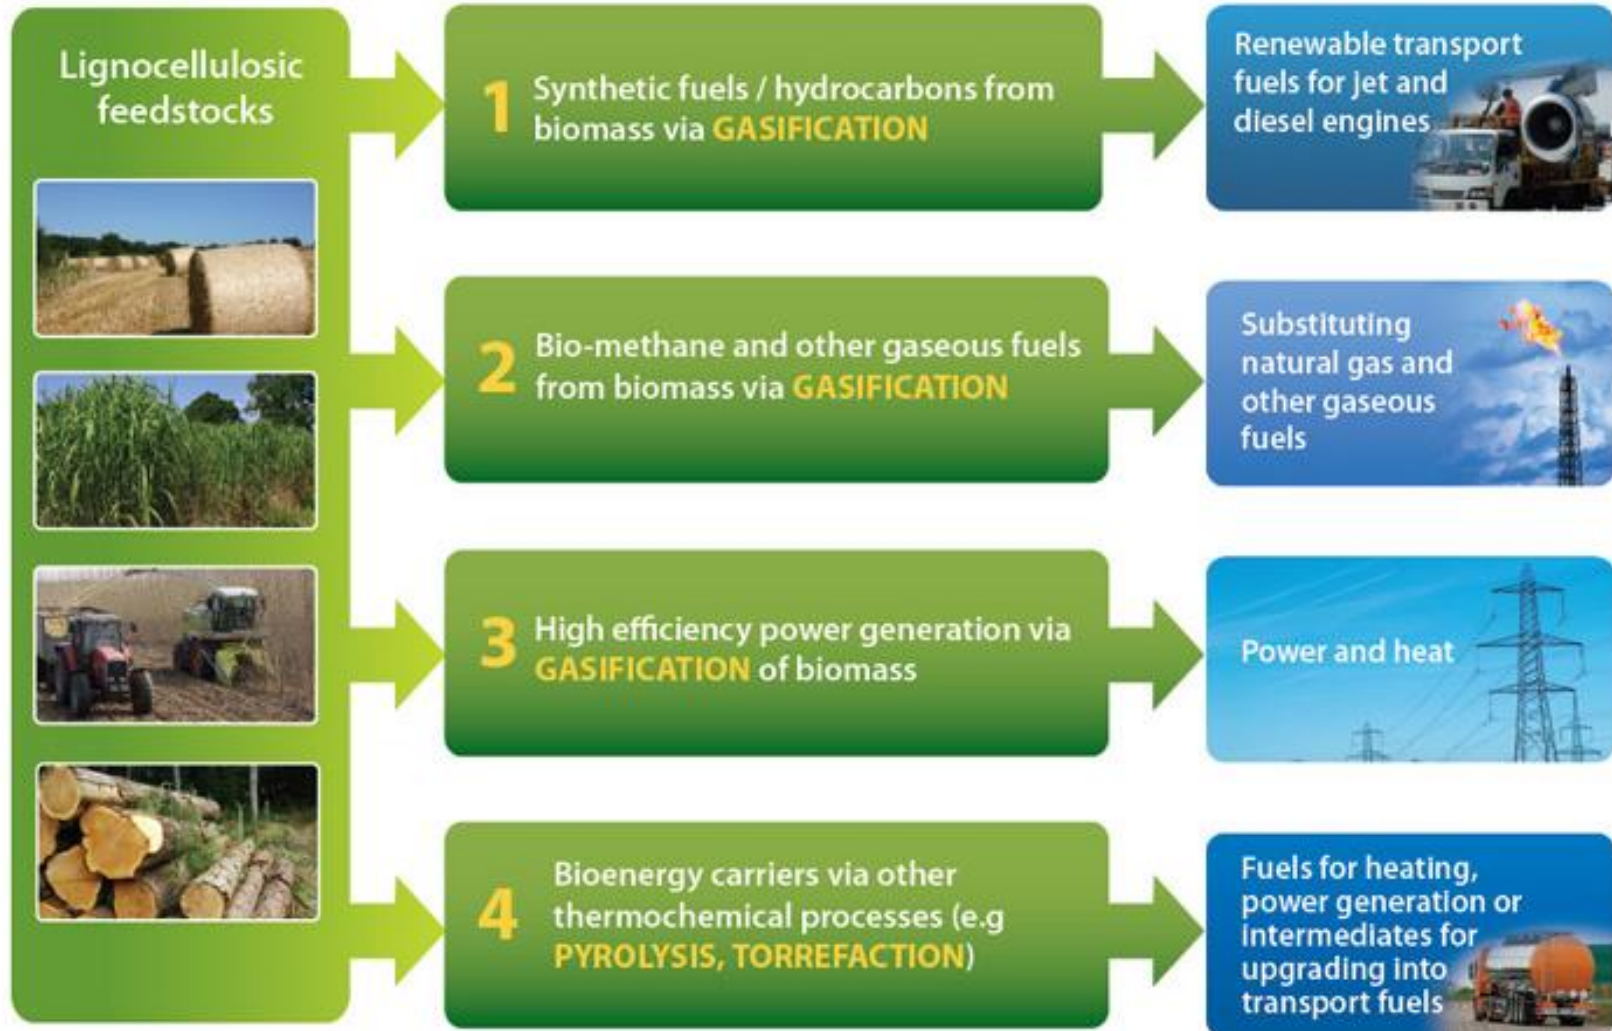 Lignocellulosic
feedstocks
1
Synthetic fuels / hydrocarbons from
biomass via GASIFICATION
Renewable transport
fuels for jet and
diesel engines
2
Bio-methane and other gaseous fuels
from biomass via GASIFICATION
Substituting
natural gas and
other gaseous
fuels
3
High efficiency power generation via
GASIFICATION of biomass
Power and heat
4
Bioenergy carriers via other
thermochemical processes (e.g
PYROLYSIS, TORREFACTION)
Fuels for heating,
power generation or
intermediates for
upgrading into
transport fuels